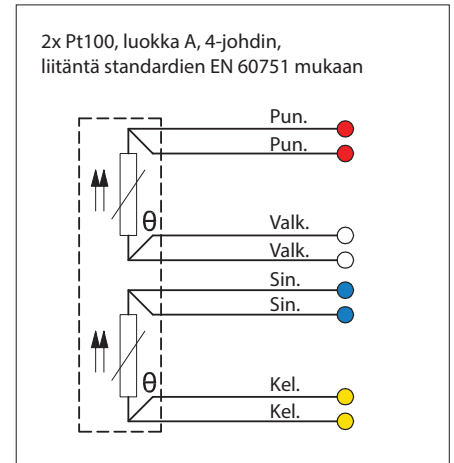 2x Pt100, luokka A, 4-johdin,
liitäntä standardien EN 60751 mukaan
Pun.
Pun.
θ
Valk.
Valk.
Sin.
Sin.
θ
Kel.
Kel.